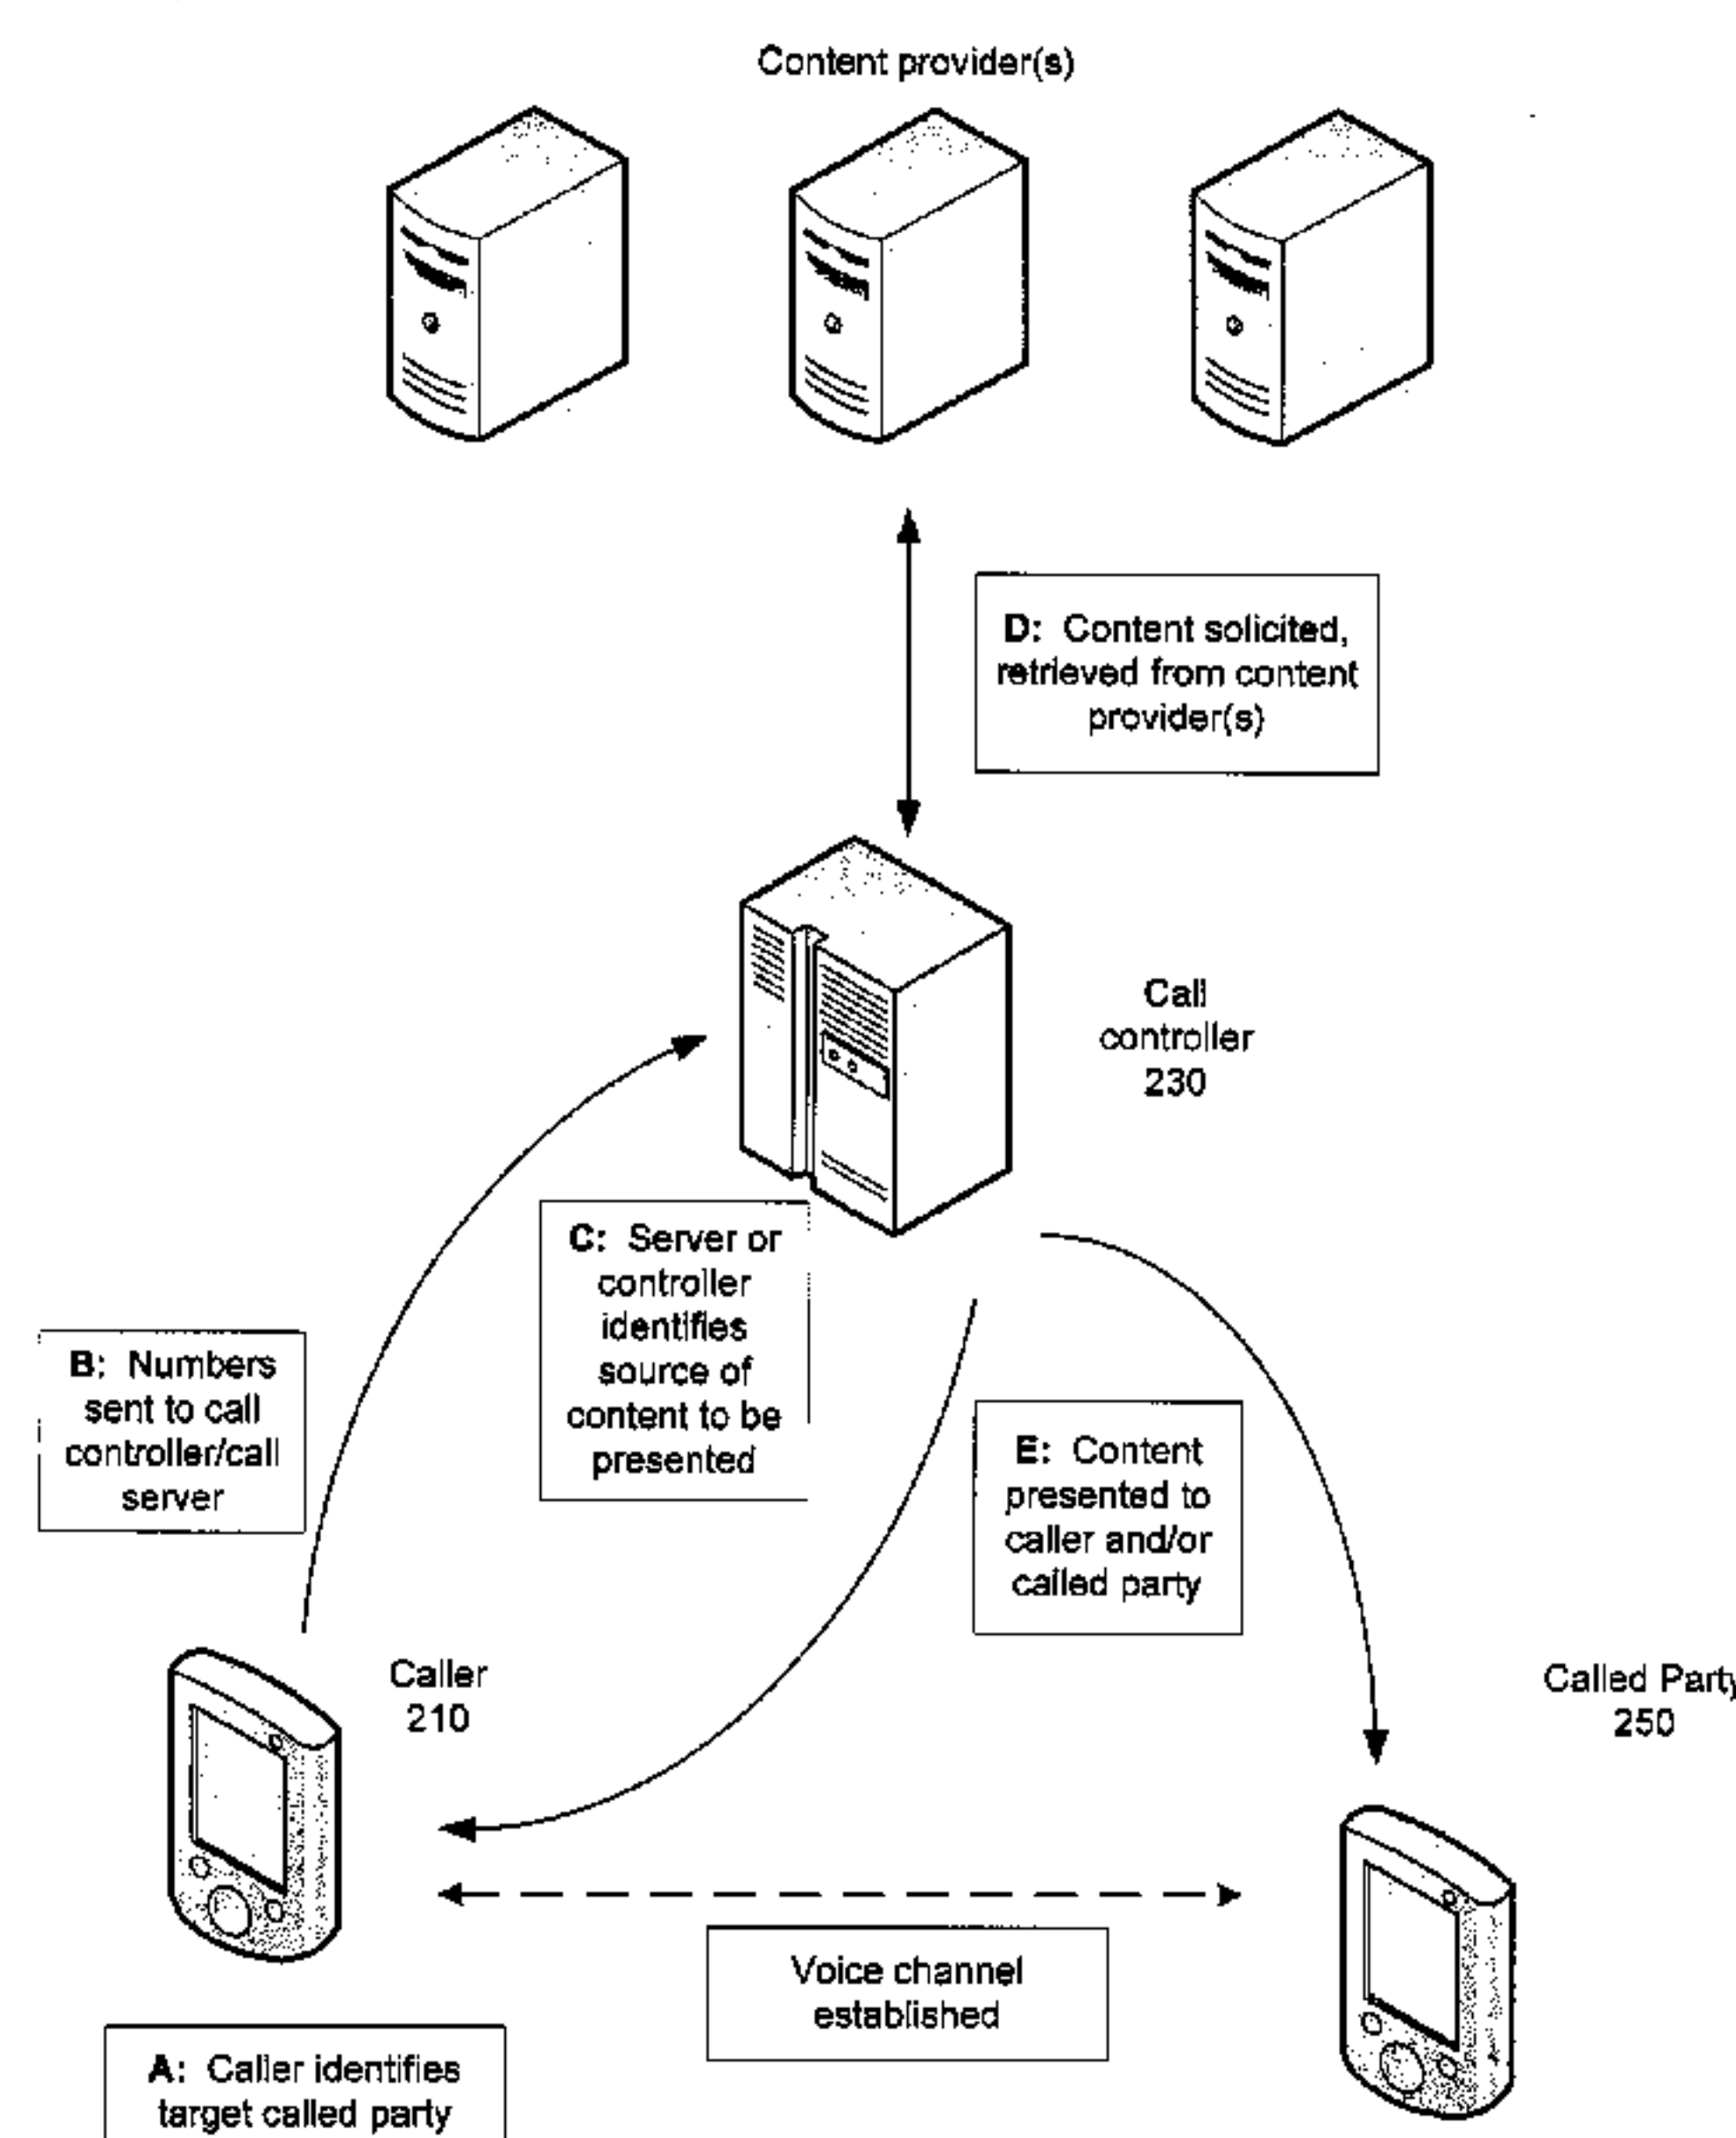 Content provider(s)
D: Content solicited,
retrieved from content
provider(s)
Call
controller
230
C: Server or
controller
identifies
source of
content to be
presented
B: Numbers
sent to call
controller/call
server
E: Content
presented to
caller and/or
called party
Caller
210
Called Party
250
Voice channel
established
A: Caller identifies
target called party